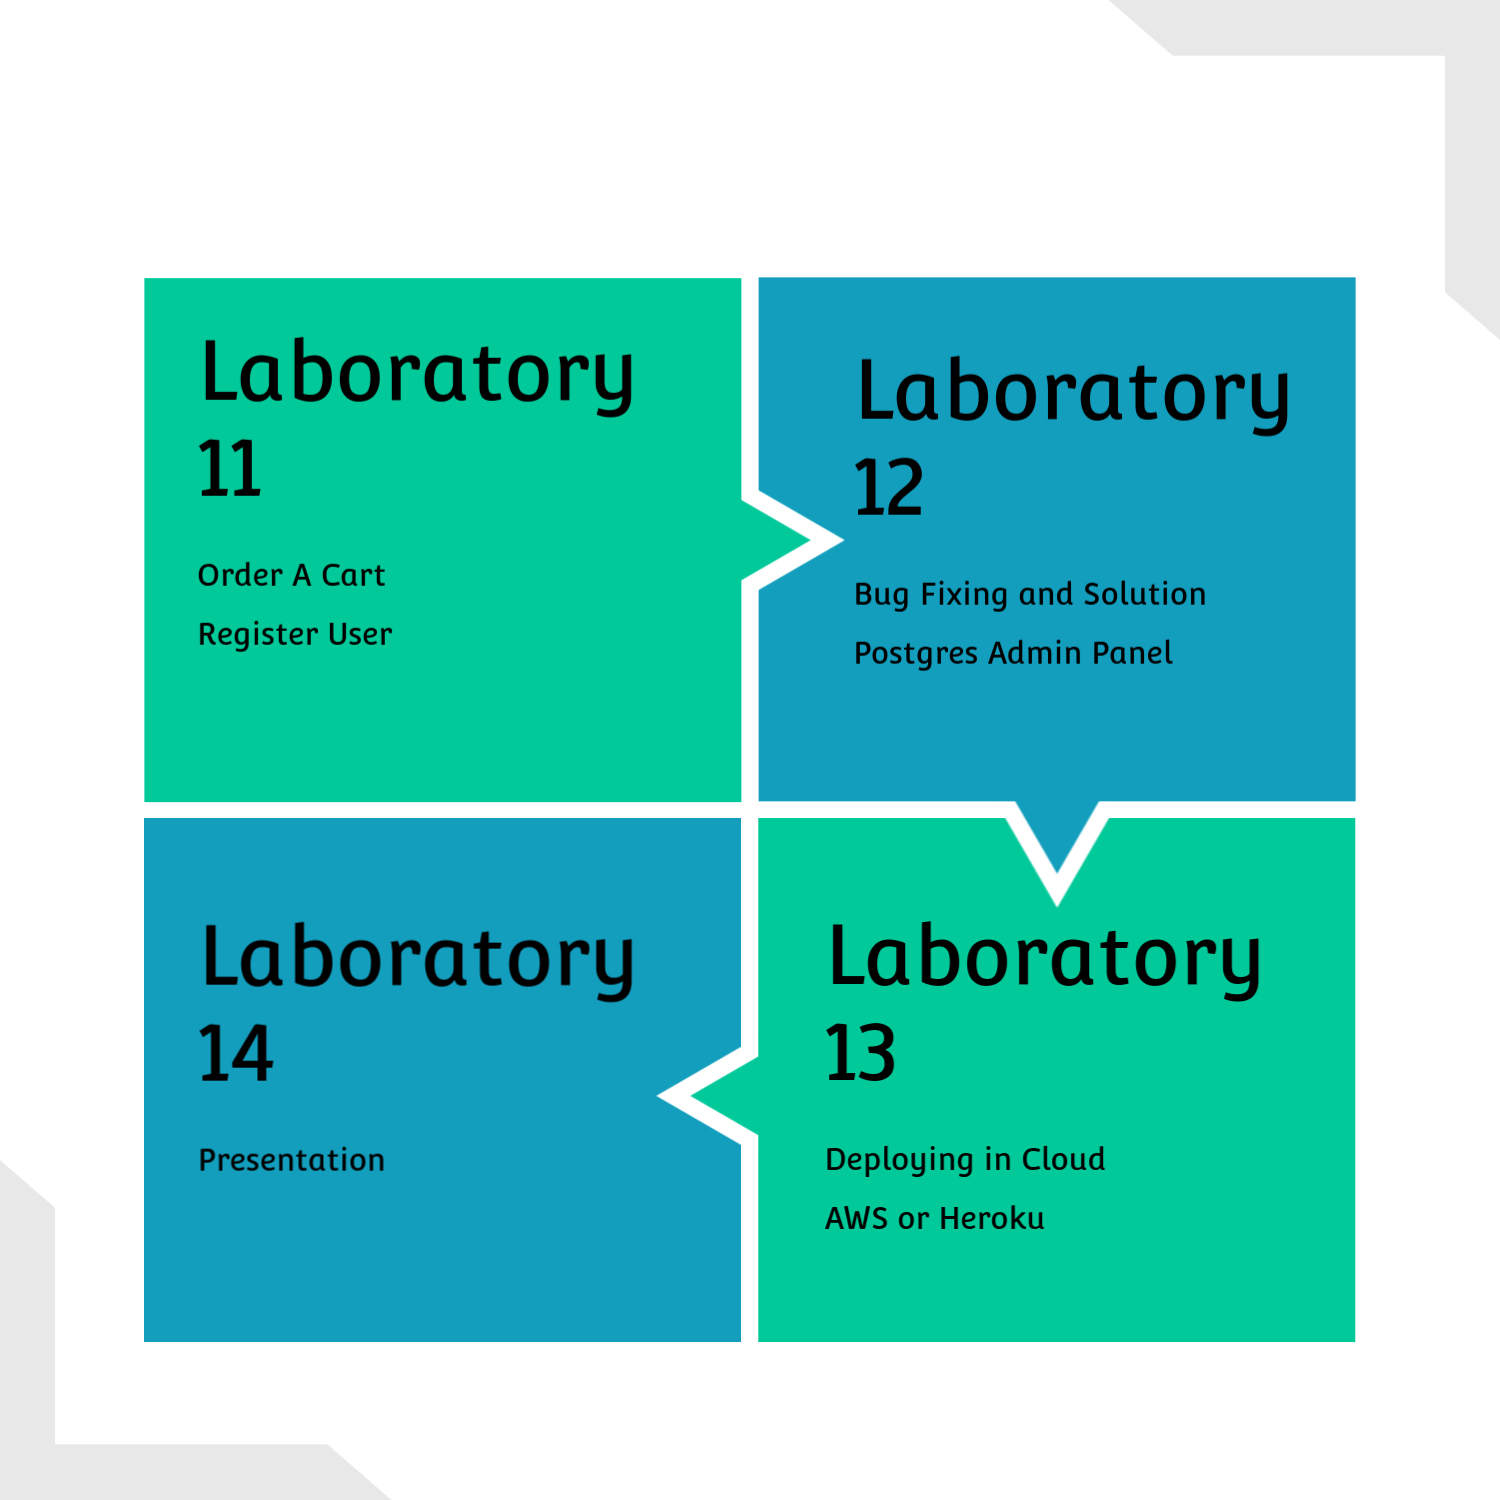 Laboratory
11
Order A Cart
Register User
Laboratory
12
Bug Fixing and Solution
Postgres Admin Panel
Laboratory
13
Deploying in Cloud
AWS or Heroku
Laboratory
14
Presentation